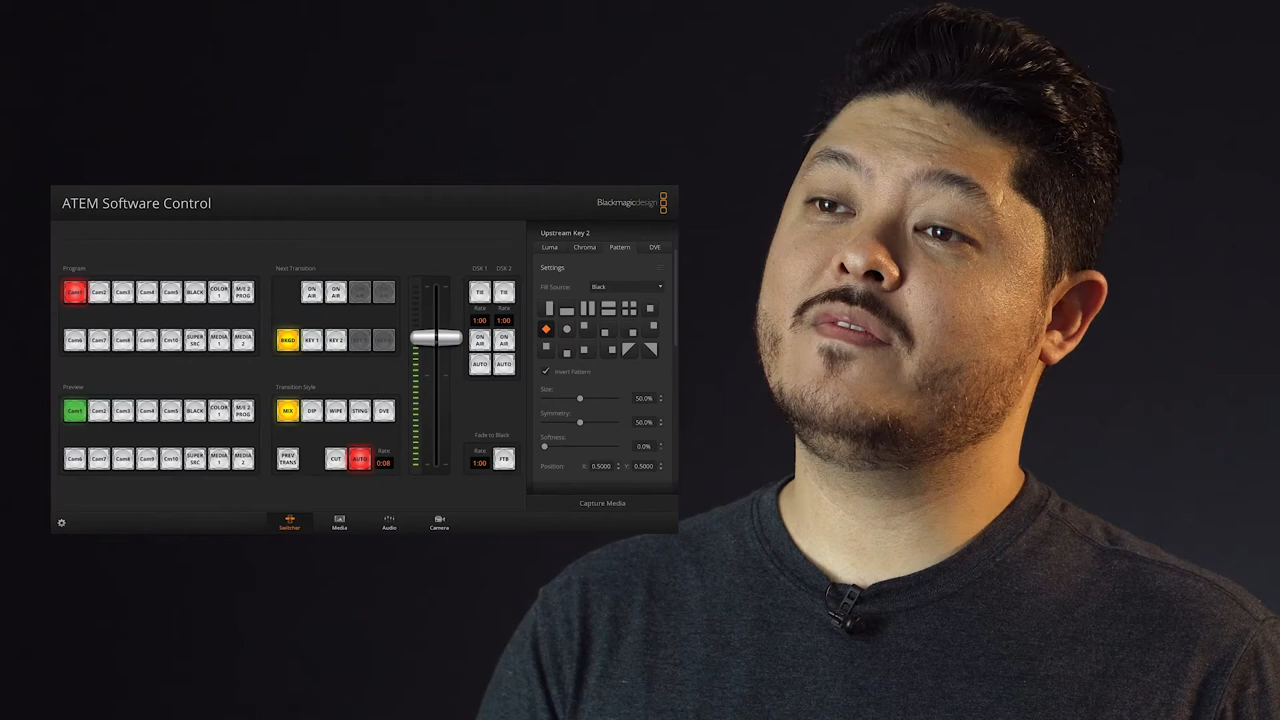 ATEM Software Control
Blackmagicdesign
Upstream Key 2
Luma Chroma Pattern DVE
Settings
Fill Source: Black
Invert Pattern
Size: 50.0%
Symmetry: 50.0%
Softness: 0.0%
Position: X: 0.5000 Y: 0.5000
Capture Media
Program
Cam1 Cam2 Cam3 Cam4 Cam5 BLACK COLOR 1 M/E 2 PROG
Cam6 Cam7 Cam8 Cam9 Cm10 SUPER SRC MEDIA 1 MEDIA 2
Next Transition
ON AIR ON AIR
BKGD KEY 1 KEY 2
DSK 1 DSK 2
TIE TIE
Rate Rate
1:00 1:00
ON AIR ON AIR
AUTO AUTO
Preview
Cam1 Cam2 Cam3 Cam4 Cam5 BLACK COLOR 1 M/E 2 PROG
Cam6 Cam7 Cam8 Cam9 Cm10 SUPER SRC MEDIA 1 MEDIA 2
Transition Style
MIX DIP WIPE STING DVE
PREV TRANS CUT AUTO Rate 0:08
Fade to Black
Rate
1:00 FTB
Switcher Media Audio Camera